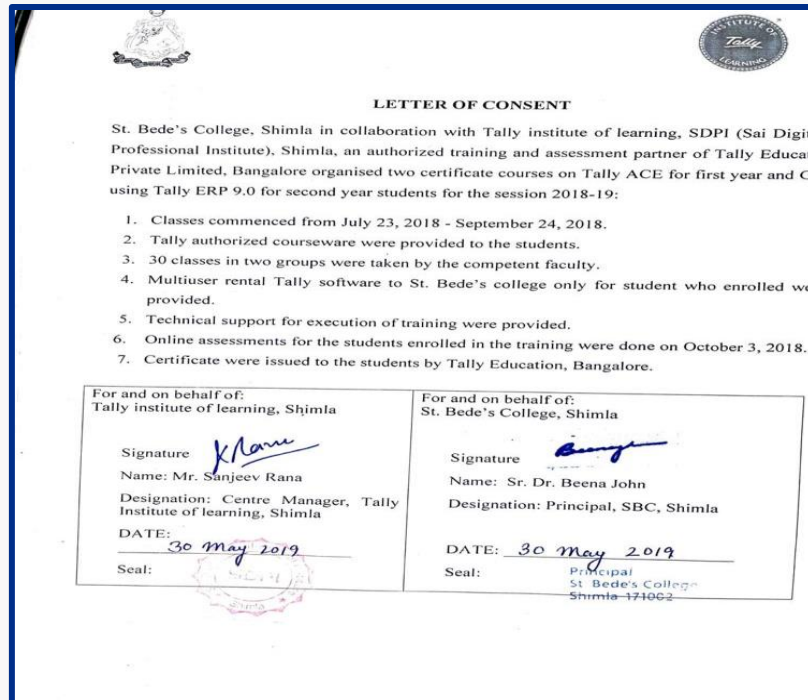 INSTITUTE OF
Tally
LEARNING
LETTER OF CONSENT
St. Bede's College, Shimla in collaboration with Tally institute of learning, SDPI (Sai Digit
Professional Institute). Shimla, an authorized training and assessment partner of Tally Educa
Private Limited, Bangalore organised two certificate courses on Tally ACE for first year and
using Tally ERP 9.0 for second year students for the session 2018-19:
1. Classes commenced from July 23, 2018 - September 24, 2018.
2. Tally authorized courseware were provided to the students.
3. 30 classes in two groups were taken by the competent faculty.
4. Multiuser rental Tally software to St. Bede's college only for student who enrolled we
provided.
5. Technical support for execution of training were provided.
6. Online assessments for the students enrolled in the training were done on October 3, 2018.
7. Certificate were issued to the students by Tally Education, Bangalore.
For and on behalf of:
Tally institute of learning, Shimla
Signature
Name: Mr. Sanjeev Rana
Designation: Centre Manager, Tally
Institute of learning, Shimla
DATE:
30 May 2019
Seal:
Shimla
For and on behalf of:
St. Bede's College, Shimla
Signature
Name: Sr. Dr. Beena John
Designation: Principal, SBC, Shimla
DATE: 30 May 2019
Seal:
Principal
St Bede's College
Shimla 171002